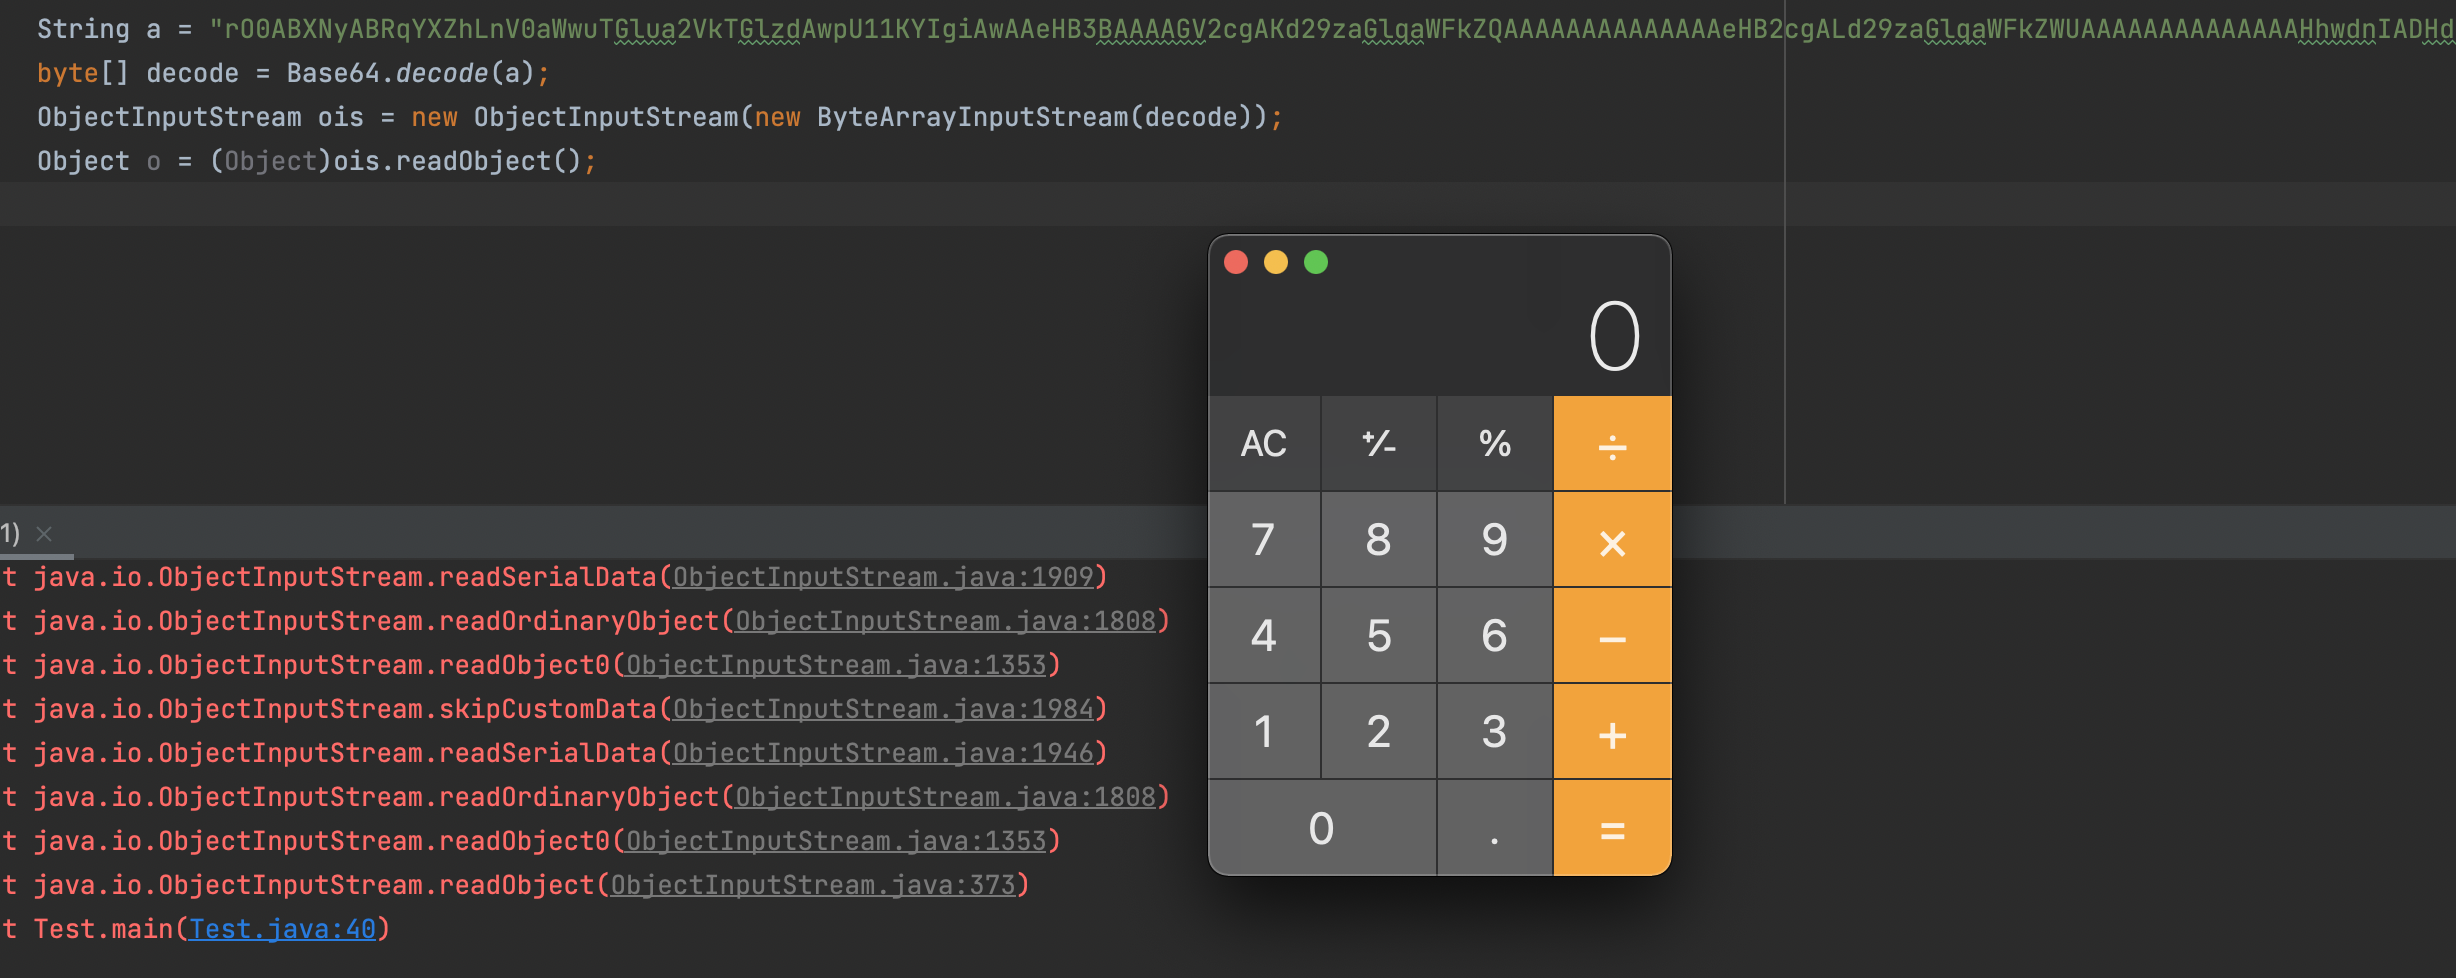 String a = "rO0ABXNyABRqYXZhLnV0aWwuTGlua2VkTGlzdAwpU11KYIgiAwAAeHB3BAAAAGV2cgAKd29zaGlqaWFkZQAAAAAAAAAAAAAAeHB2cgALd29zaGlqaWFkZWUAAAAAAAAAAAAAAHhwdnIADHd
byte[] decode = Base64.decode(a);
ObjectInputStream ois = new ObjectInputStream(new ByteArrayInputStream(decode));
Object o = (Object)ois.readObject();
0
AC +/- % ÷
7 8 9 ×
4 5 6 −
1 2 3 +
0 . =
1) ×
t java.io.ObjectInputStream.readSerialData(ObjectInputStream.java:1909)
t java.io.ObjectInputStream.readOrdinaryObject(ObjectInputStream.java:1808)
t java.io.ObjectInputStream.readObject0(ObjectInputStream.java:1353)
t java.io.ObjectInputStream.skipCustomData(ObjectInputStream.java:1984)
t java.io.ObjectInputStream.readSerialData(ObjectInputStream.java:1946)
t java.io.ObjectInputStream.readOrdinaryObject(ObjectInputStream.java:1808)
t java.io.ObjectInputStream.readObject0(ObjectInputStream.java:1353)
t java.io.ObjectInputStream.readObject(ObjectInputStream.java:373)
t Test.main(Test.java:40)